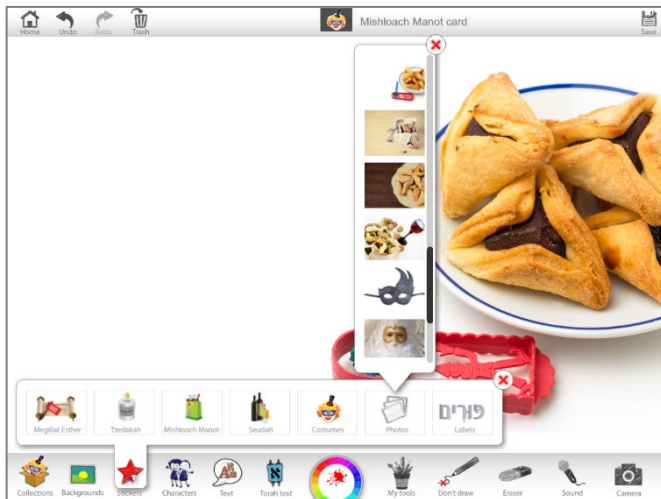 Home Undo Redo Trash
Mishloach Manot card
Save
פורים
Megillat Esther Tzedakah Mishloach Manot Seudah Costumes Photos Labels
Collections Backgrounds Stickers Characters Text Torah text My tools Don't draw Eraser Sound Camera